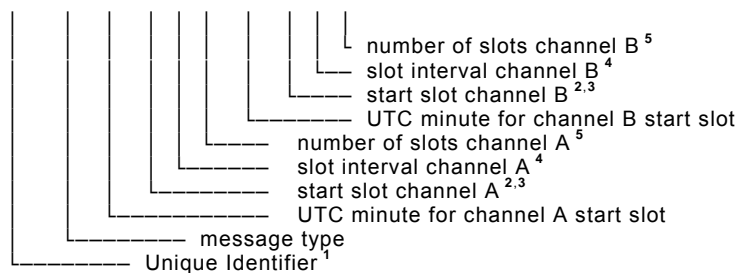 number of slots channel B 5
slot interval channel B 4
start slot channel B 2,3
UTC minute for channel B start slot
number of slots channel A 5
slot interval channel A 4
start slot channel A 2,3
UTC minute for channel A start slot
message type
Unique Identifier 1